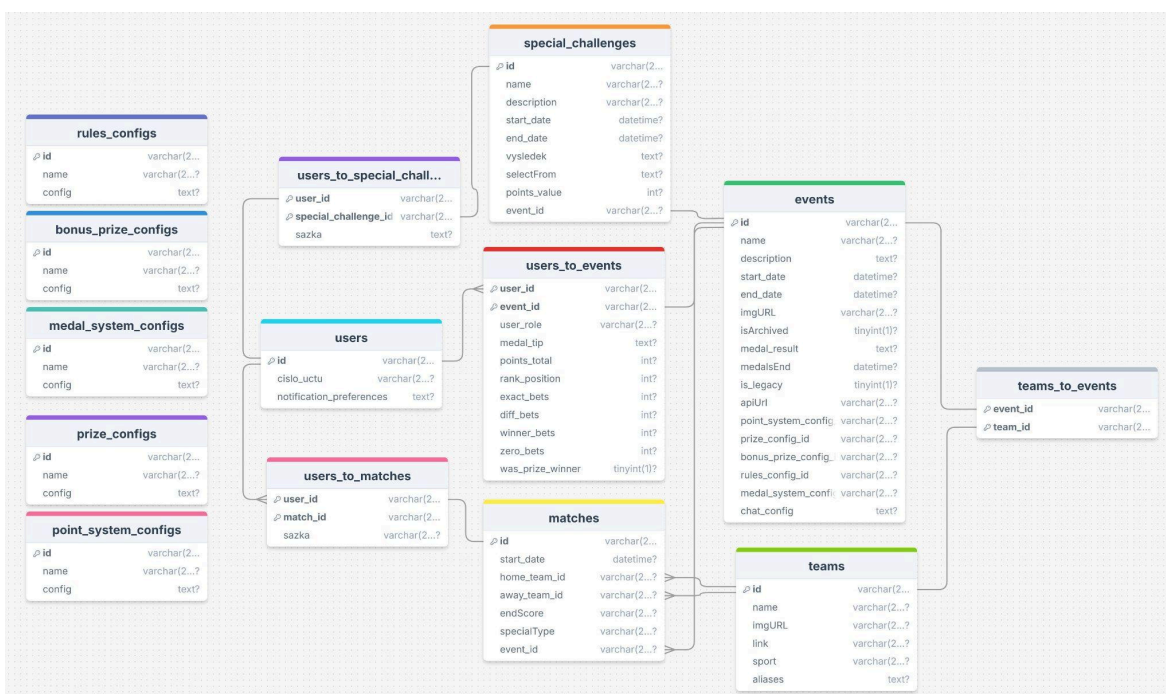 special_challenges
id varchar(2...
name varchar(2...?
description varchar(2...?
start_date datetime?
end_date datetime?
vysledek text?
selectFrom text?
points_value int?
event_id varchar(2...?
rules_configs
id varchar(2...
name varchar(2...?
config text?
users_to_special_chall...
user_id varchar(2...
special_challenge_id varchar(2...
sazka text?
events
id varchar(2...
name varchar(2...?
description text?
start_date datetime?
end_date datetime?
imgURL varchar(2...?
isArchived tinyint(1)?
medal_result text?
medalsEnd datetime?
is_legacy tinyint(1)?
apiUrl varchar(2...?
point_system_config_ varchar(2...?
prize_config_id varchar(2...?
bonus_prize_config_ varchar(2...?
rules_config_id varchar(2...?
medal_system_config varchar(2...?
chat_config text?
bonus_prize_configs
id varchar(2...
name varchar(2...?
config text?
users_to_events
user_id varchar(2...
event_id varchar(2...
user_role varchar(2...?
medal_tip text?
points_total int?
rank_position int?
exact_bets int?
diff_bets int?
winner_bets int?
zero_bets int?
was_prize_winner tinyint(1)?
medal_system_configs
id varchar(2...
name varchar(2...?
config text?
users
id varchar(2...
cislo_uctu varchar(2...?
notification_preferences text?
teams_to_events
event_id varchar(2...
team_id varchar(2...
prize_configs
id varchar(2...
name varchar(2...?
config text?
users_to_matches
user_id varchar(2...
match_id varchar(2...
sazka varchar(2...?
matches
id varchar(2...
start_date datetime?
home_team_id varchar(2...?
away_team_id varchar(2...?
endScore varchar(2...?
specialType varchar(2...?
event_id varchar(2...?
point_system_configs
id varchar(2...
name varchar(2...?
config text?
teams
id varchar(2...
name varchar(2...?
imgURL varchar(2...?
link varchar(2...?
sport varchar(2...?
aliases text?